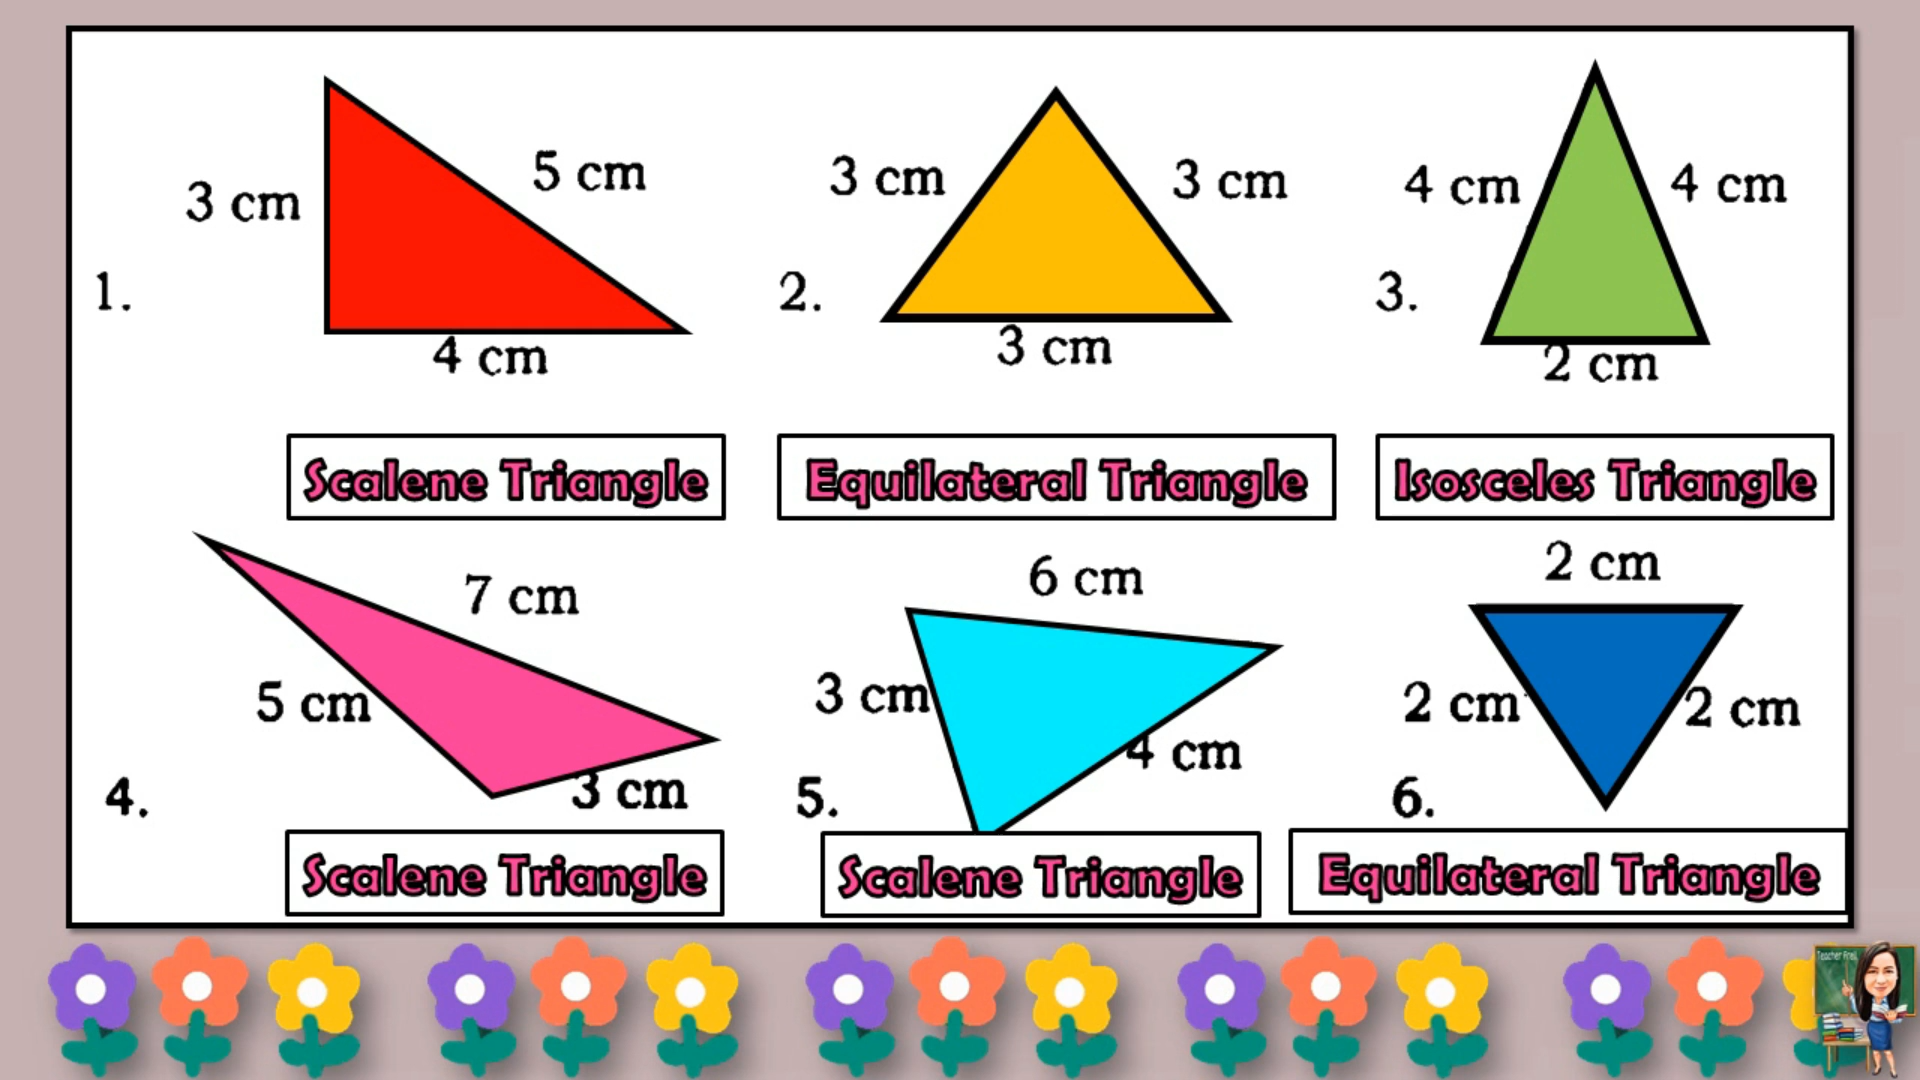 3 cm
5 cm
1.
4 cm
Scalene Triangle
3 cm
3 cm
2.
3 cm
Equilateral Triangle
4 cm
4 cm
3.
2 cm
Isosceles Triangle
7 cm
5 cm
4.
3 cm
Scalene Triangle
6 cm
3 cm
4 cm
5.
Scalene Triangle
2 cm
2 cm
2 cm
6.
Equilateral Triangle